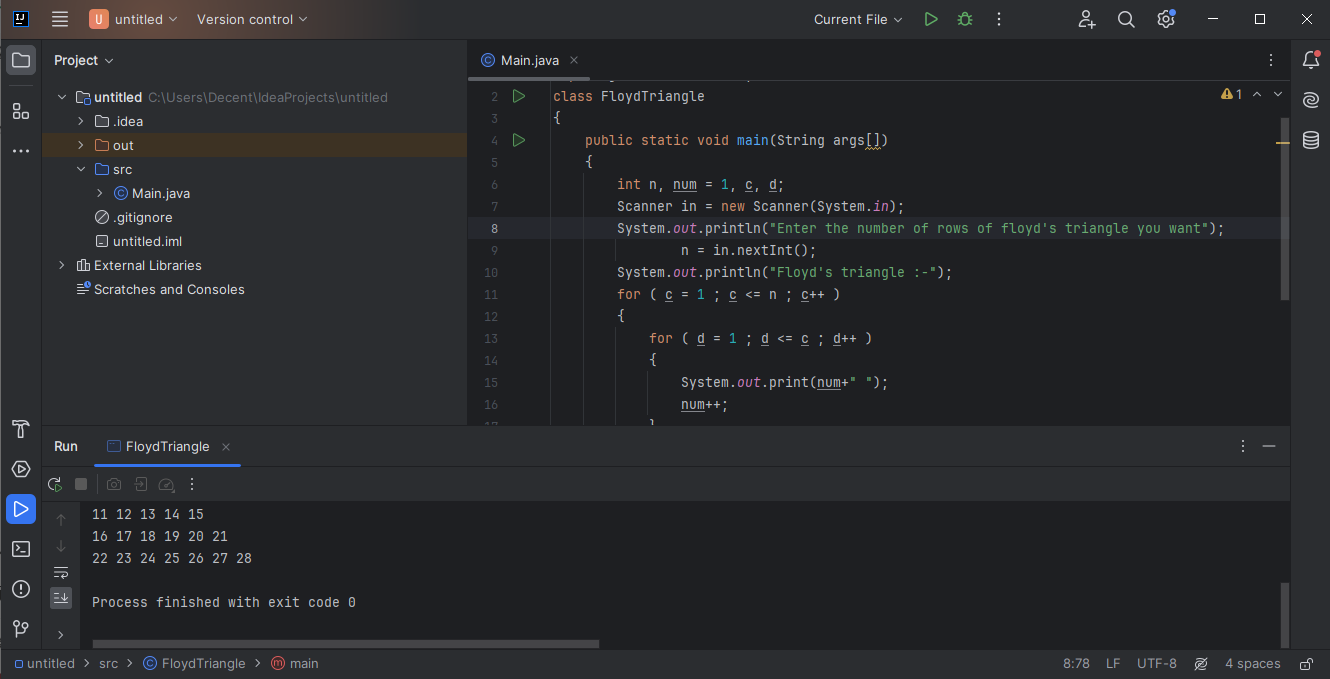 U untitled Version control Current File
Project
Main.java
untitled C:\Users\Decent\IdeaProjects\untitled
.idea
out
src
Main.java
.gitignore
untitled.iml
External Libraries
Scratches and Consoles
1
2 class FloydTriangle
3 {
4 public static void main(String args[])
5 {
6 int n, num = 1, c, d;
7 Scanner in = new Scanner(System.in);
8 System.out.println("Enter the number of rows of floyd's triangle you want");
9 n = in.nextInt();
10 System.out.println("Floyd's triangle :-");
11 for ( c = 1 ; c <= n ; c++ )
12 {
13 for ( d = 1 ; d <= c ; d++ )
14 {
15 System.out.print(num+" ");
16 num++;
17 }
Run FloydTriangle
11 12 13 14 15
16 17 18 19 20 21
22 23 24 25 26 27 28
Process finished with exit code 0
untitled > src > FloydTriangle > main 8:78 LF UTF-8 4 spaces